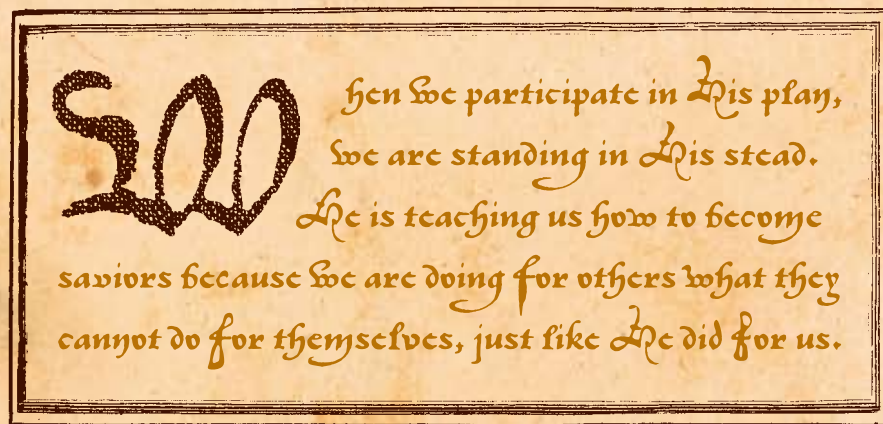 When we participate in His plan,
we are standing in His stead.
He is teaching us how to become
saviors because we are doing for others what they
cannot do for themselves, just like He did for us.